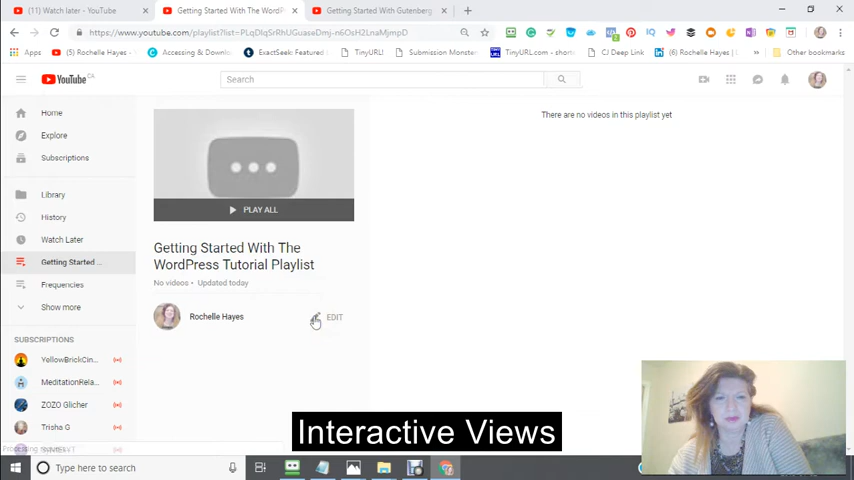 (11) Watch later - YouTube
Getting Started With The WordP
Getting Started With Gutenberg
https://www.youtube.com/playlist?list=PLqDlqSrRhUGuaseDmj-n6OsH2LnaMjmpD
Apps
(5) Rochelle Hayes |
Accessing & Downlo
ExactSeek: Featured
TinyURL!
Submission Monster
TinyURL.com - short
CJ Deep Link
(6) Rochelle Hayes |
Other bookmarks
YouTube CA
Search
Home
Explore
Subscriptions
Library
History
Watch Later
Getting Started ...
Frequencies
Show more
SUBSCRIPTIONS
YellowBrickCin...
MeditationRela...
ZOZO Glicher
Trisha G
There are no videos in this playlist yet
PLAY ALL
Getting Started With The
WordPress Tutorial Playlist
No videos • Updated today
Rochelle Hayes
EDIT
Interactive Views
Type here to search